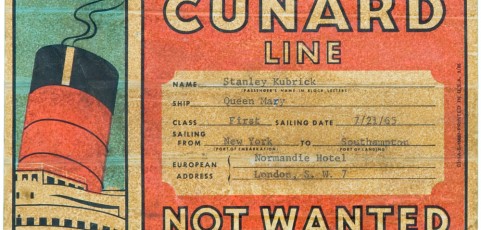 CUNARD
LINE
NAME Stanley Kubrick
(PASSENGER'S NAME IN BLOCK LETTERS)
SHIP Queen Mary
CLASS First SAILING DATE 7/23/65
SAILING FROM New York TO Southampton
(PORT OF EMBARKATION) (PORT OF LANDING)
EUROPEAN ADDRESS { Normandie Hotel
London, S. W. 7
NOT WANTED